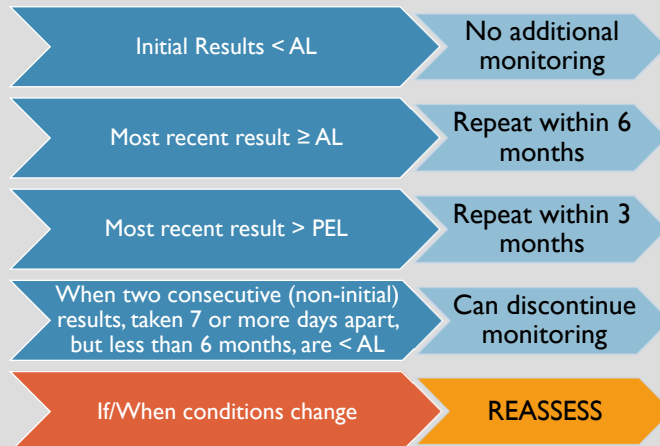 Initial Results < AL
No additional
monitoring
Most recent result ≥ AL
Repeat within 6
months
Most recent result > PEL
Repeat within 3
months
When two consecutive (non-initial)
results, taken 7 or more days apart,
but less than 6 months, are < AL
Can discontinue
monitoring
If/When conditions change
REASSESS